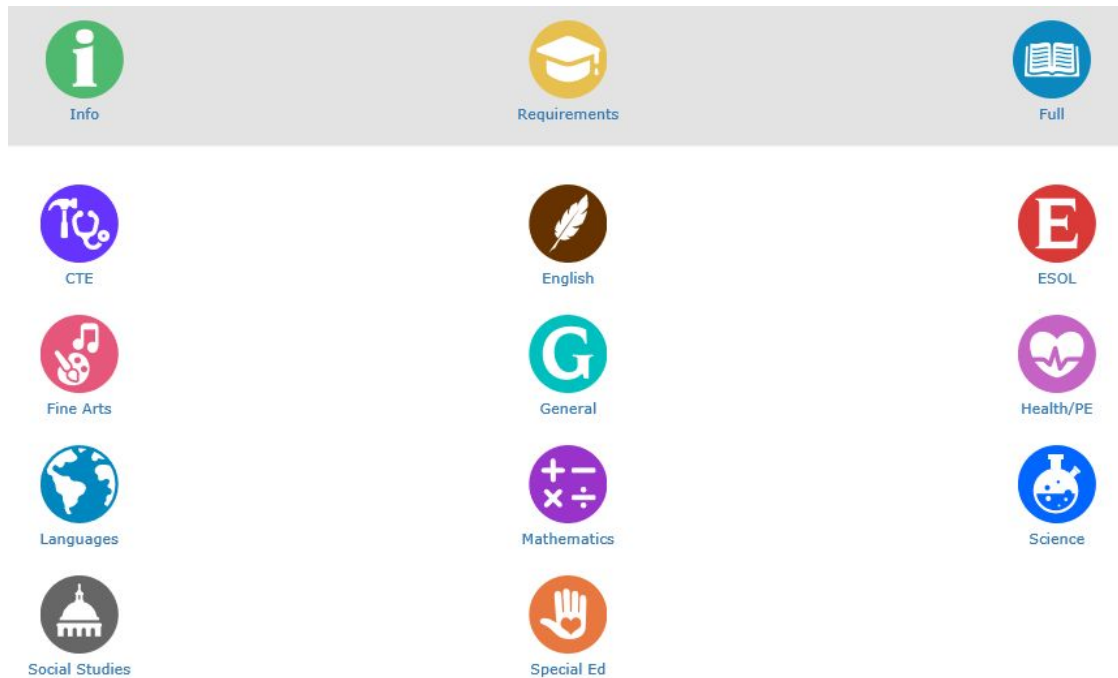 Info
Requirements
Full
CTE
English
E
ESOL
Fine Arts
G
General
Health/PE
Languages
Mathematics
Science
Social Studies
Special Ed